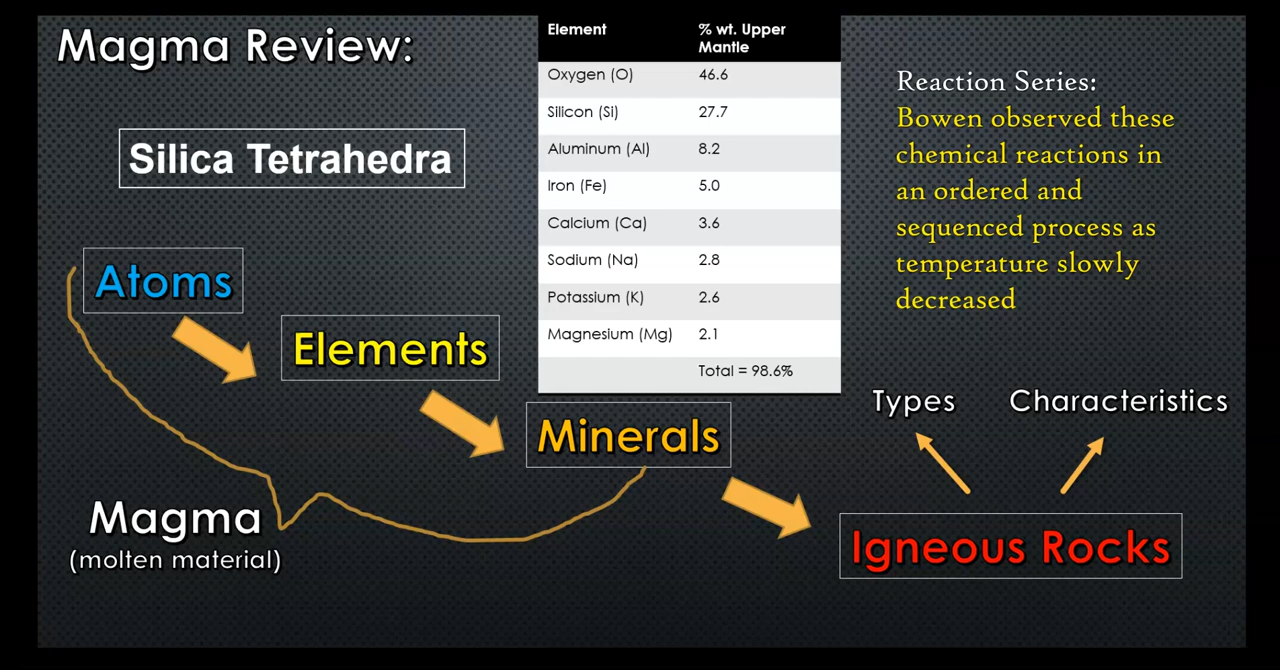 Magma Review:
Silica Tetrahedra
Atoms
Elements
Minerals
Magma
(molten material)
Element % wt. Upper
Mantle
Oxygen (O) 46.6
Silicon (Si) 27.7
Aluminum (Al) 8.2
Iron (Fe) 5.0
Calcium (Ca) 3.6
Sodium (Na) 2.8
Potassium (K) 2.6
Magnesium (Mg) 2.1
Total = 98.6%
Reaction Series:
Bowen observed these
chemical reactions in
an ordered and
sequenced process as
temperature slowly
decreased
Types Characteristics
Igneous Rocks